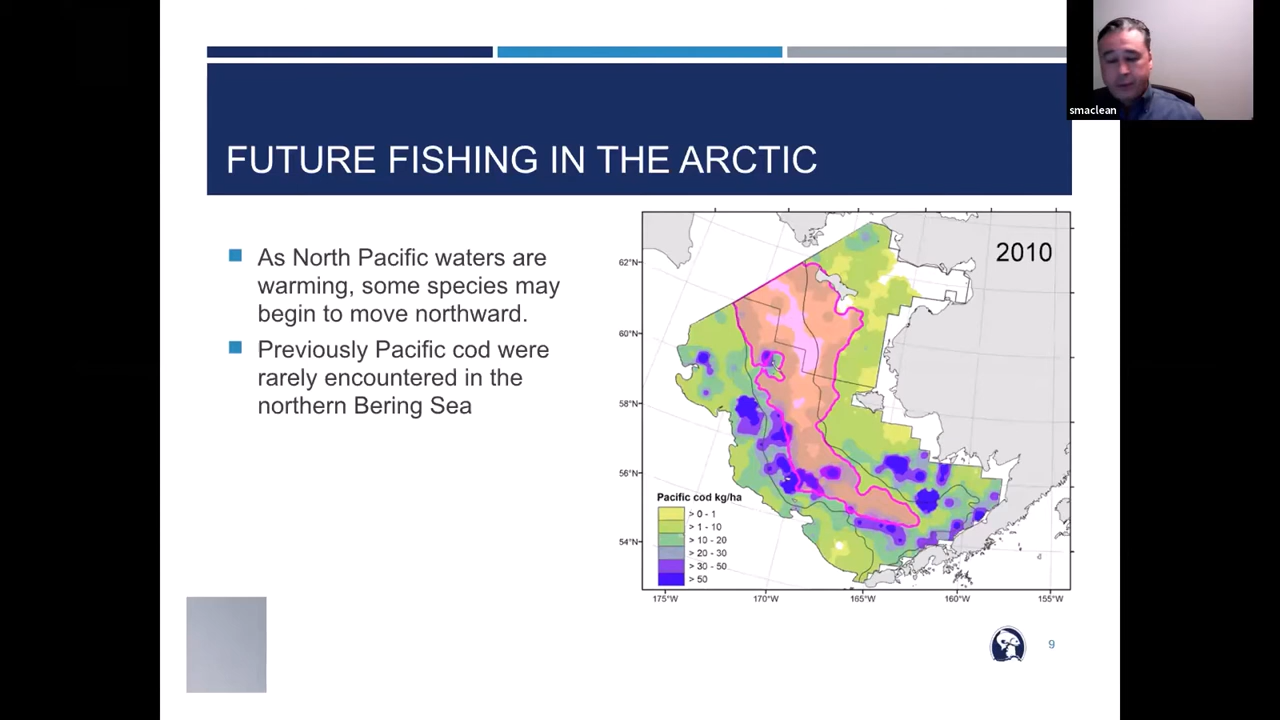 smaclean
FUTURE FISHING IN THE ARCTIC
As North Pacific waters are
warming, some species may
begin to move northward.
Previously Pacific cod were
rarely encountered in the
northern Bering Sea
2010
62°N
60°N
58°N
56°N
54°N
Pacific cod kg/ha
> 0 - 1
> 1 - 10
> 10 - 20
> 20 - 30
> 30 - 50
> 50
175°W
170°W
165°W
160°W
155°W
9